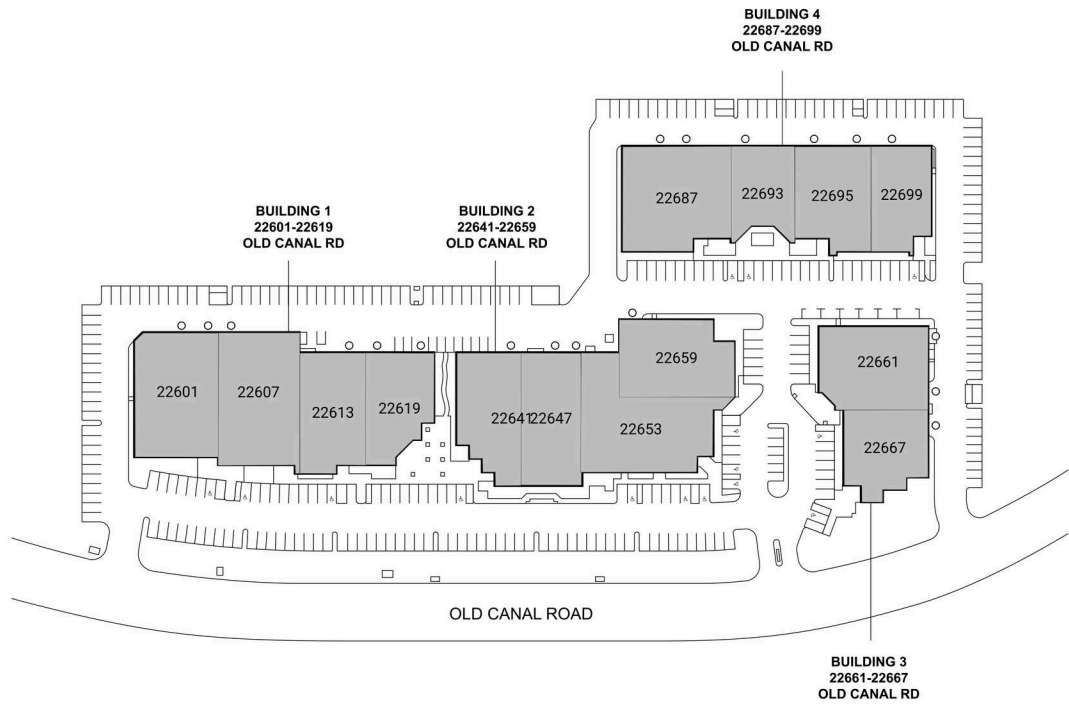 BUILDING 4
22687-22699
OLD CANAL RD
22687
22693
22695
22699
BUILDING 1
22601-22619
OLD CANAL RD
BUILDING 2
22641-22659
OLD CANAL RD
22601
22607
22613
22619
22641
22647
22653
22659
22661
22667
OLD CANAL ROAD
BUILDING 3
22661-22667
OLD CANAL RD